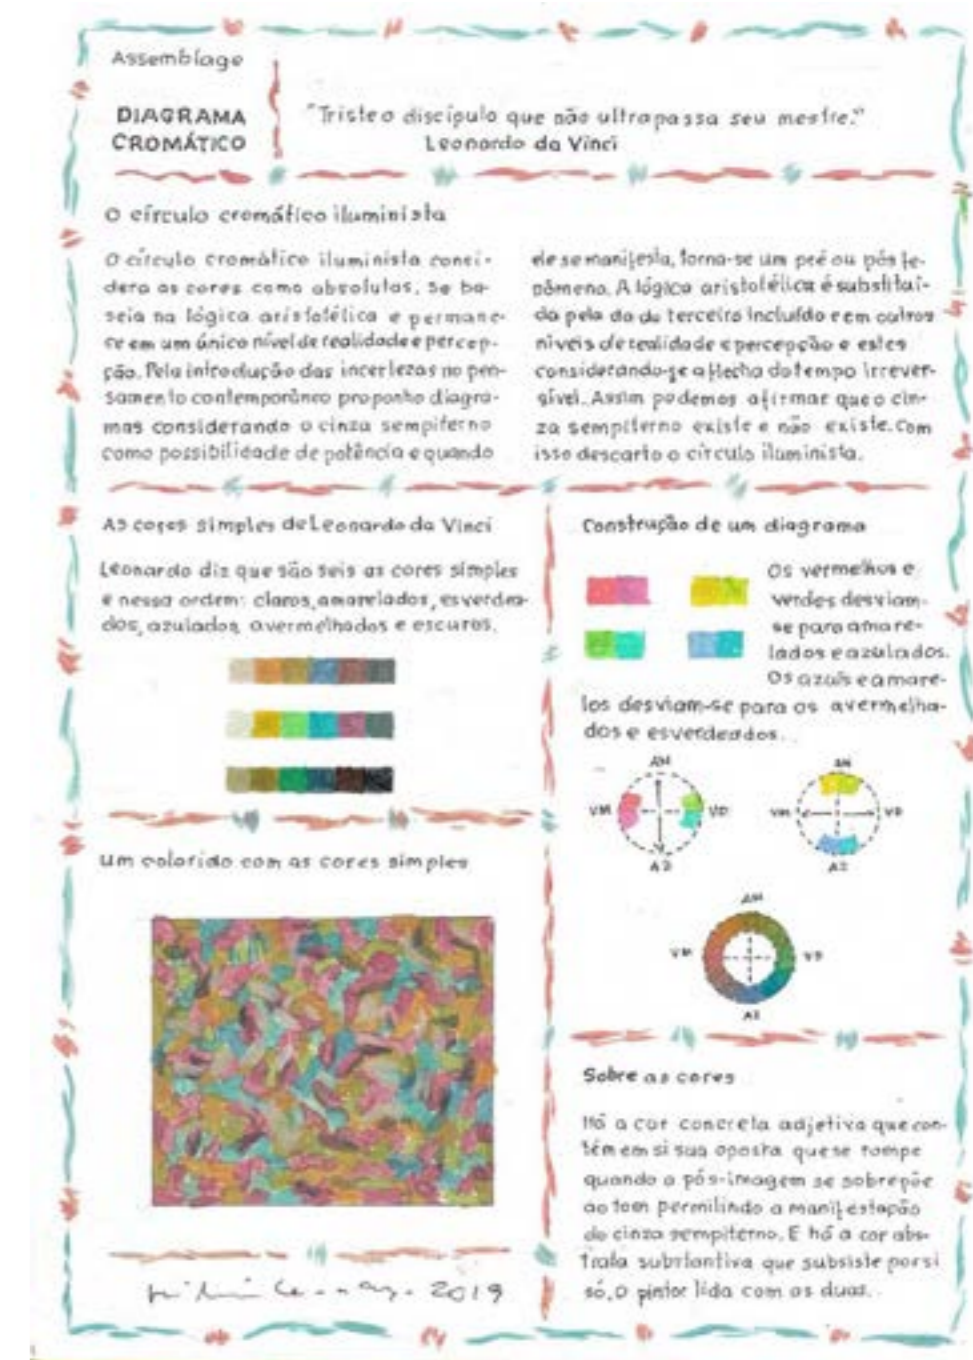 Assemblage
DIAGRAMA
CROMÁTICO
"Triste o discípulo que não ultrapassa seu mestre."
Leonardo da Vinci
O círculo cromático iluminista
O círculo cromático iluminista consi-
dera as cores como absolutas. Se ba-
seia na lógica aristotélica e permane-
ce em um único nível de realidade e percep-
ção. Pela introdução das incertezas no pen-
samento contemporâneo proponho diagra-
mas considerando o cinza sempiterno
como possibilidade de potência e quando
ele se manifesta, torna-se um pré ou pós fe-
nômeno. A lógica aristotélica é substituí-
da pela do terceiro incluído e em outros
níveis de realidade e percepção e estes
considerando-se a flecha do tempo irrever-
sível. Assim podemos afirmar que o cin-
za sempiterno existe e não existe. Com
isso descarto o círculo iluminista.
As cores simples de Leonardo da Vinci
Leonardo diz que são seis as cores simples
e nessa ordem: claros, amarelados, esverdea-
dos, azulados, avermelhados e escuros.
Um colorido com as cores simples
2019
Construção de um diagrama
Os vermelhos e
verdes desviam-
se para amare-
lados e azulados.
Os azuis e amare-
los desviam-se para os avermelha-
dos e esverdeados.
AM
VM
VD
AZ
AM
VM
VD
AZ
AM
VM
VD
AZ
Sobre as cores
Há a cor concreta adjetiva que con-
têm em si sua oposta que se rompe
quando a pós-imagem se sobrepõe
ao tom permitindo a manifestação
do cinza sempiterno. E há a cor abs-
trata substantiva que subsiste por si
só. O pintor lida com as duas.